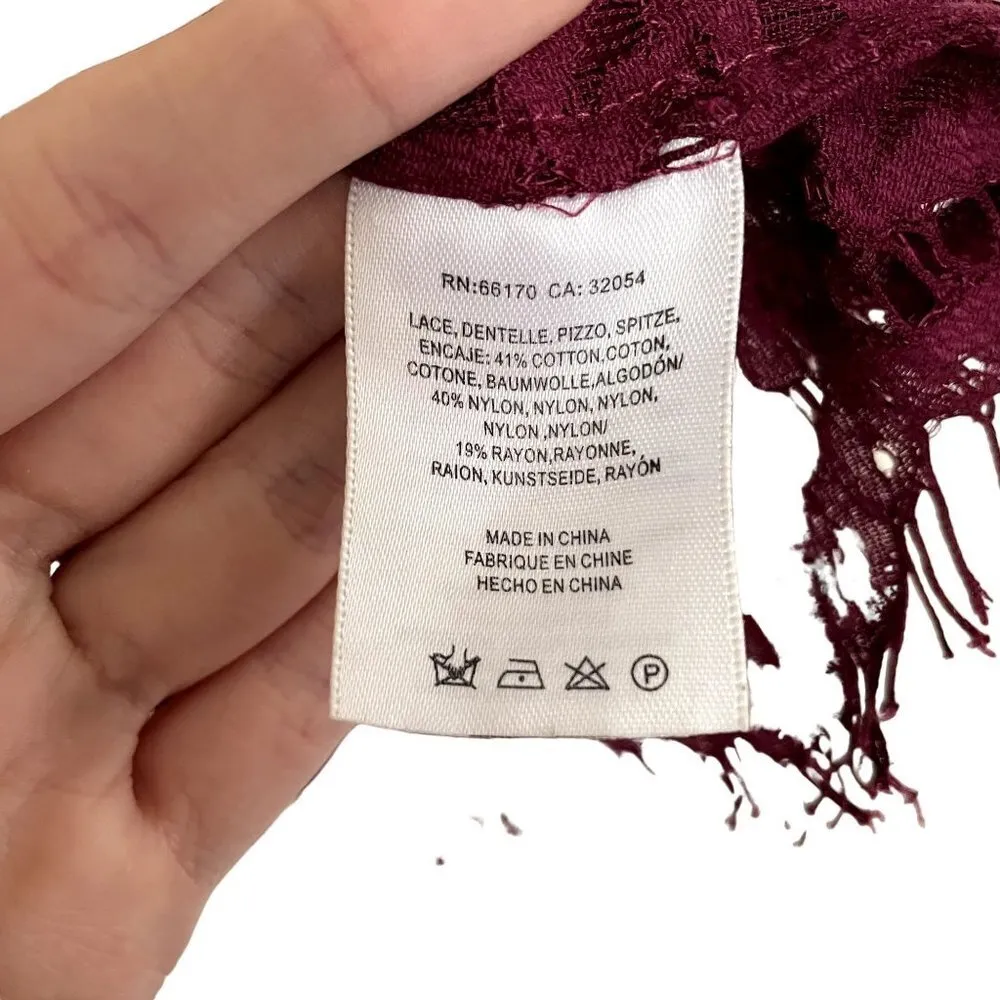 RN:66170 CA: 32054
LACE, DENTELLE, PIZZO, SPITZE,
ENCAJE: 41% COTTON,COTON,
COTONE, BAUMWOLLE,ALGODÓN/
40% NYLON, NYLON, NYLON,
NYLON ,NYLON/
19% RAYON,RAYONNE,
RAION, KUNSTSEIDE, RAYÓN
MADE IN CHINA
FABRIQUE EN CHINE
HECHO EN CHINA
P